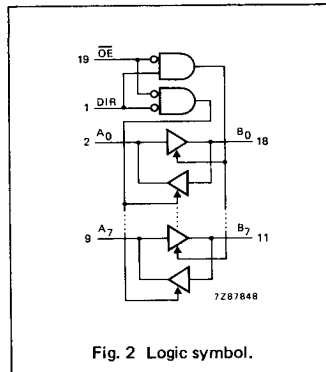 19 OE
1 DIR
2 A0 B0 18
9 A7 B7 11
7Z87848
Fig. 2 Logic symbol.